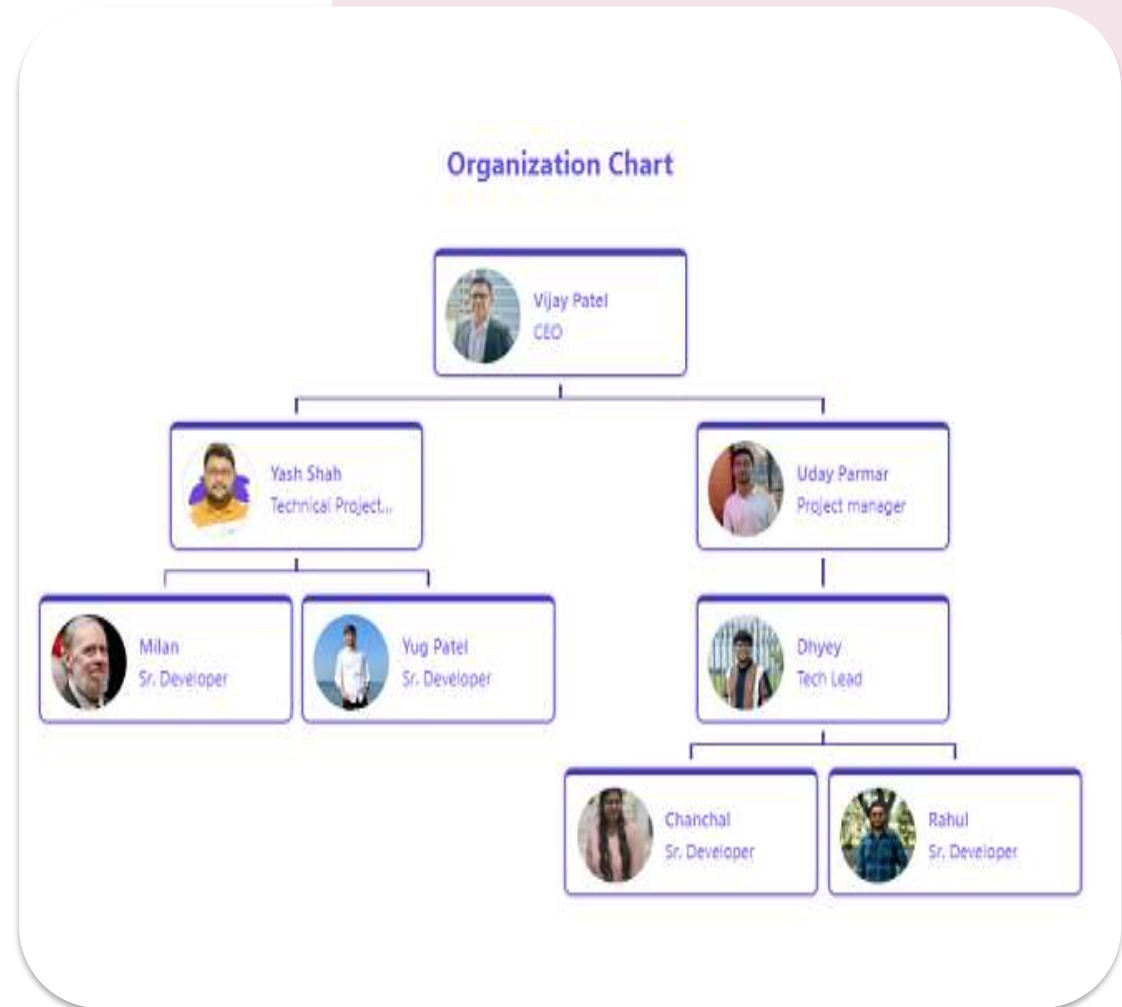 Organization Chart
Vijay Patel
CEO
Yash Shah
Technical Project...
Uday Parmar
Project manager
Milan
Sr. Developer
Yug Patel
Sr. Developer
Dhyey
Tech Lead
Chanchal
Sr. Developer
Rahul
Sr. Developer